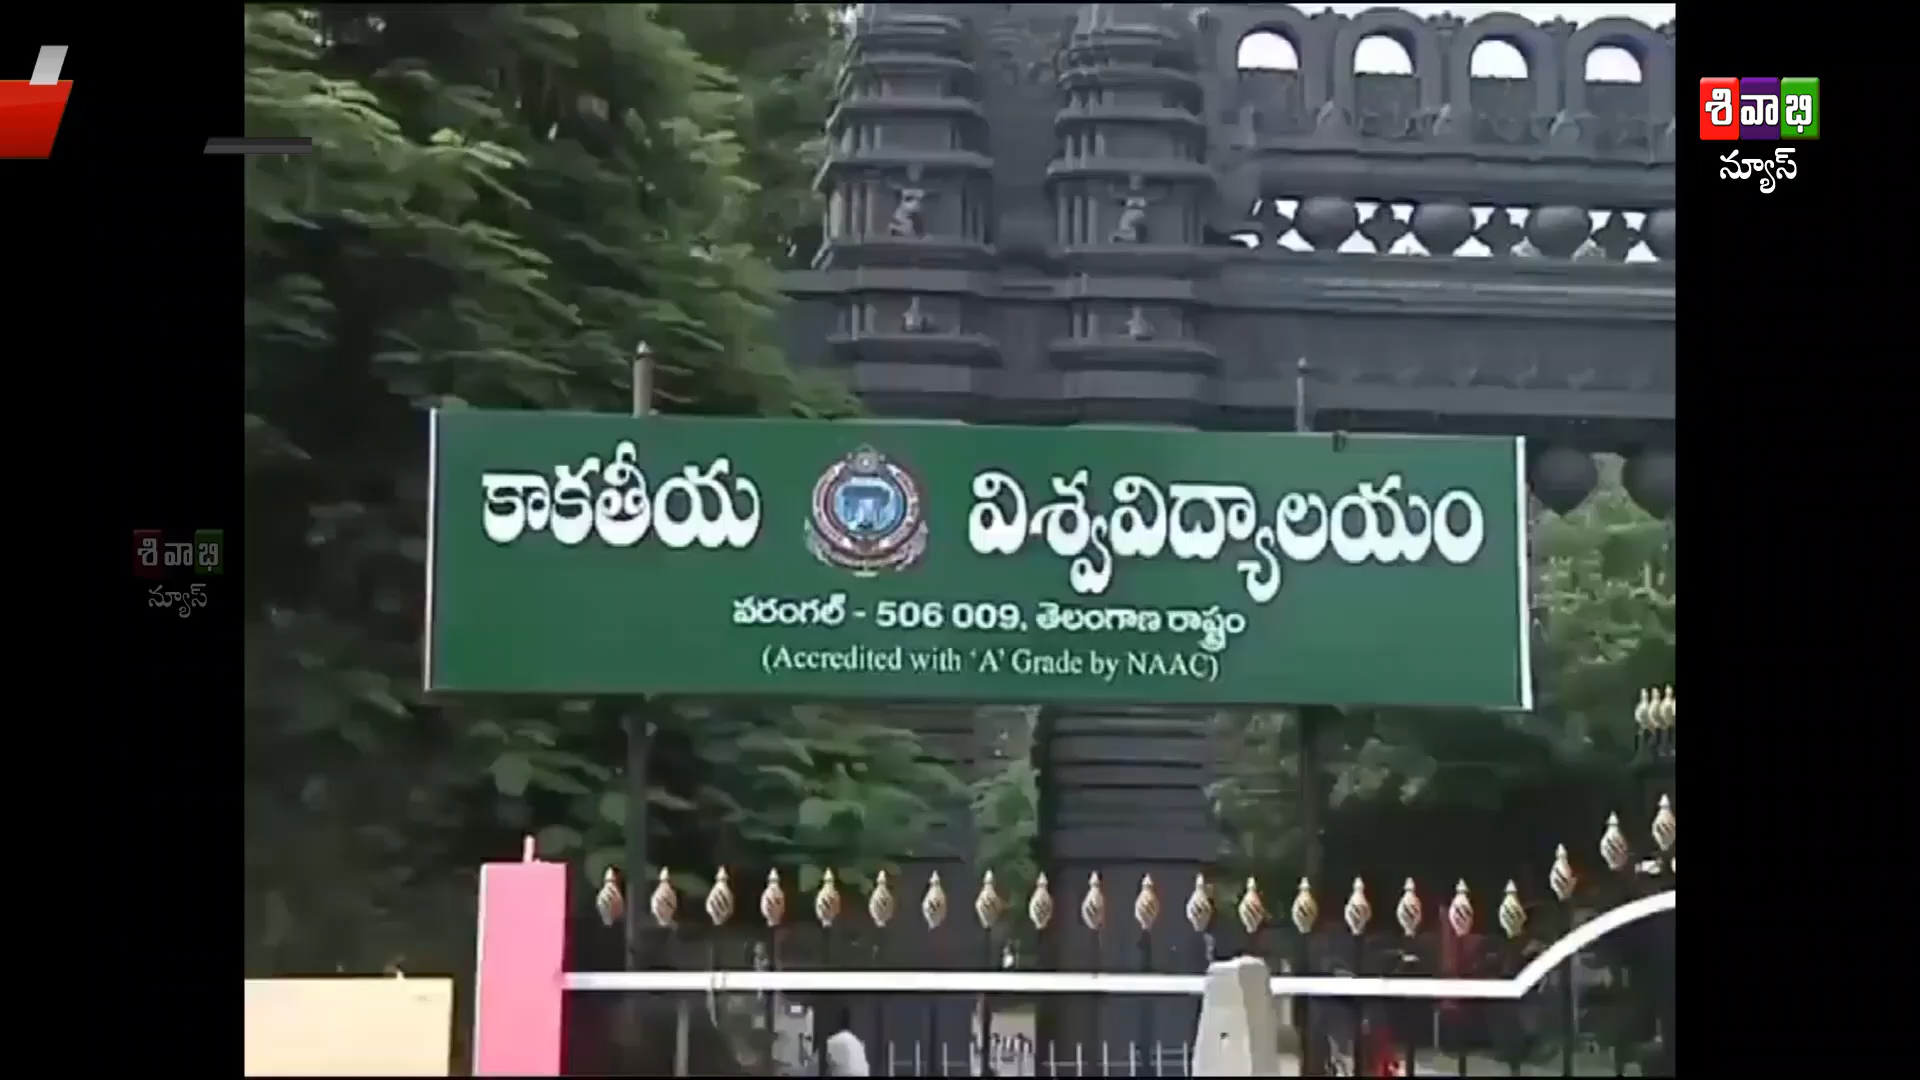 శివాభి
న్యూస్
కాకతీయ విశ్వవిద్యాలయం
వరంగల్ - 506 009, తెలంగాణ రాష్ట్రం
(Accredited with ‘A’ Grade by NAAC)
శివాభి
న్యూస్